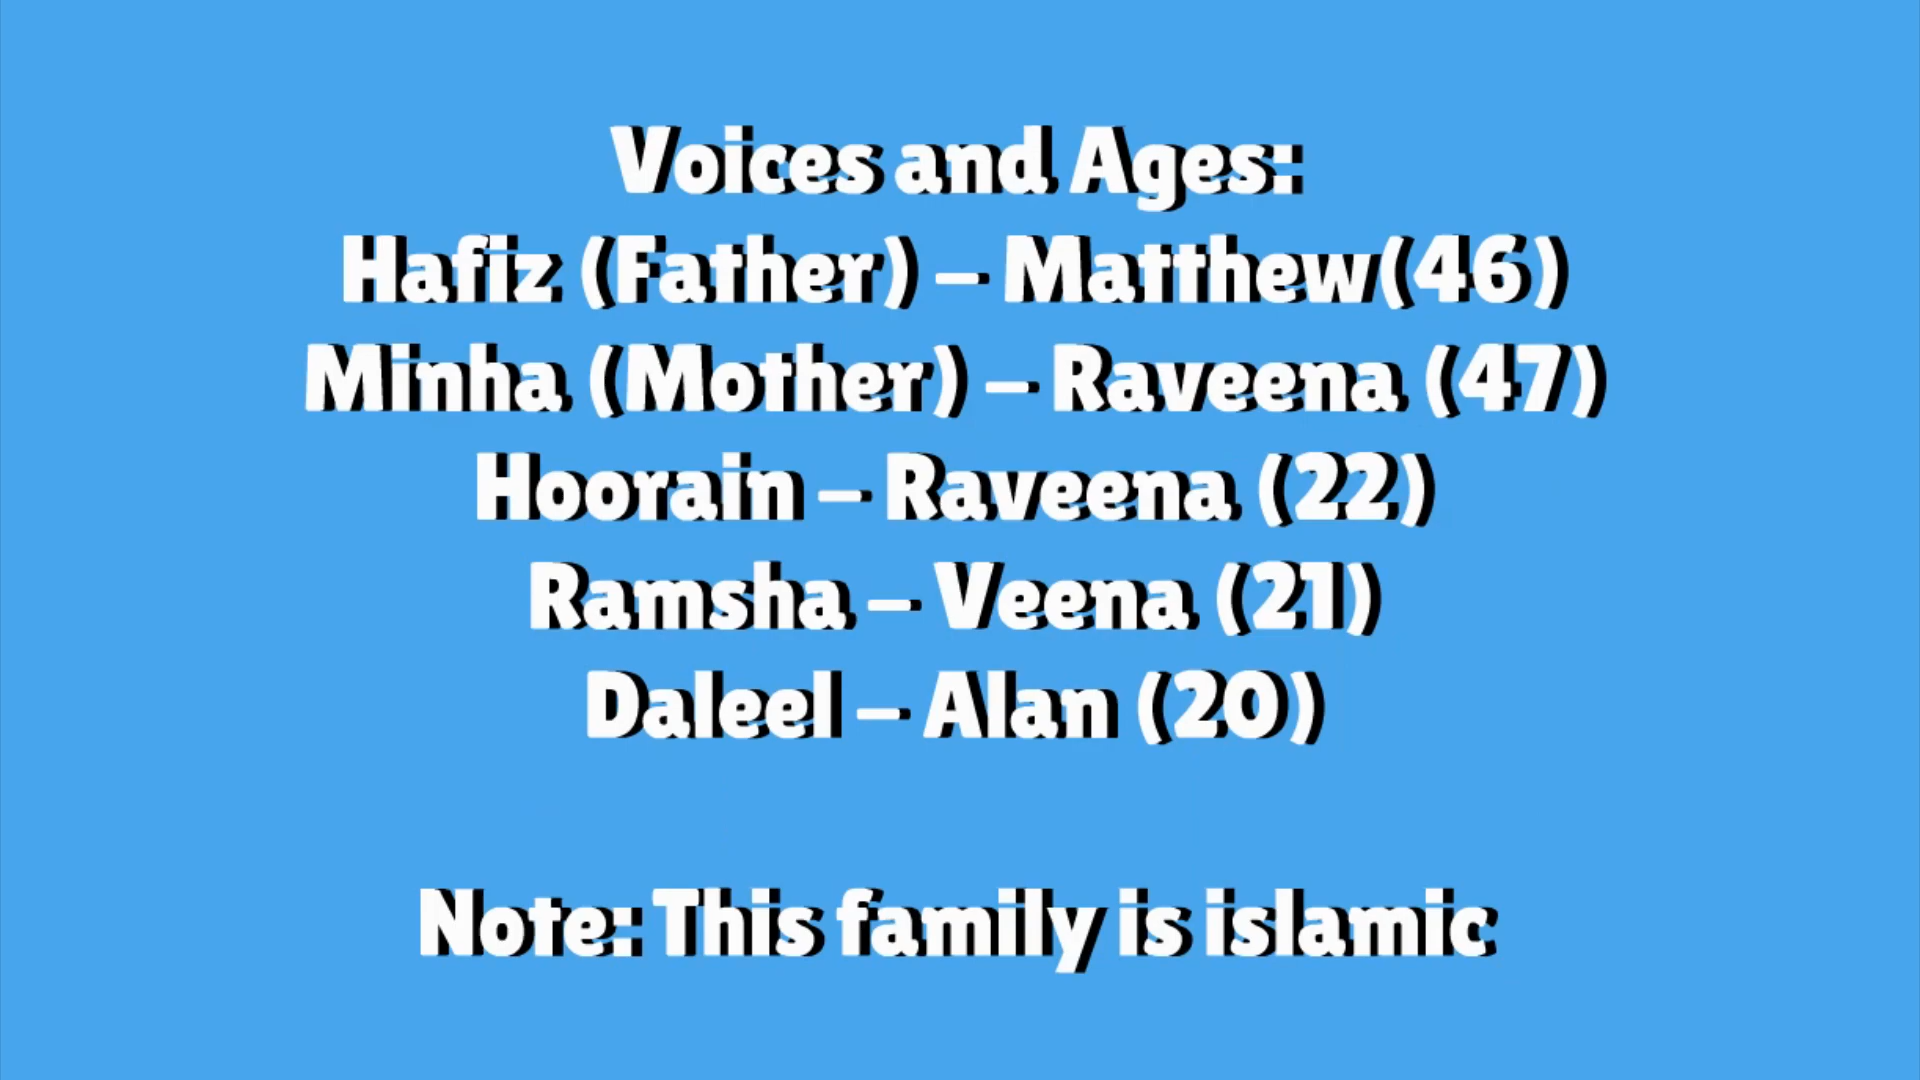 Voices and Ages:
Hafiz (Father) – Matthew(46)
Minha (Mother) – Raveena (47)
Hoorain – Raveena (22)
Ramsha – Veena (21)
Daleel – Alan (20)
Note: This family is islamic